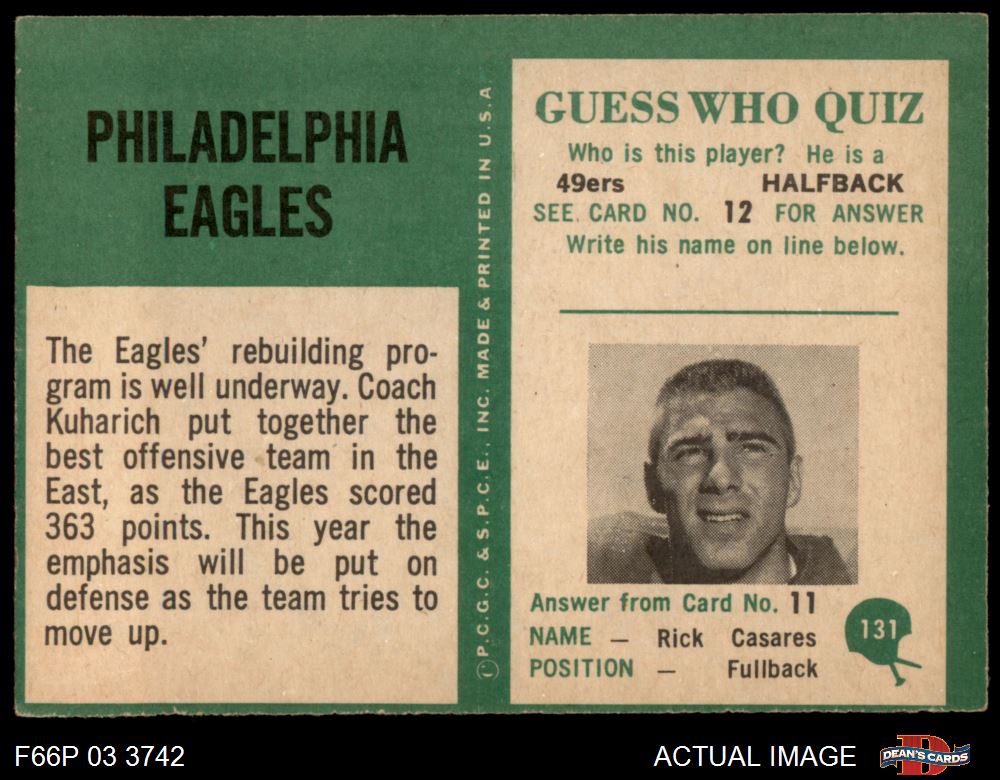 PHILADELPHIA
EAGLES
The Eagles' rebuilding pro-
gram is well underway. Coach
Kuharich put together the
best offensive team in the
East, as the Eagles scored
363 points. This year the
emphasis will be put on
defense as the team tries to
move up.
©P.C.G.C. & S.P.C.E., INC. MADE & PRINTED IN U.S.A
GUESS WHO QUIZ
Who is this player? He is a
49ers HALFBACK
SEE CARD NO. 12 FOR ANSWER
Write his name on line below.
Answer from Card No. 11
NAME — Rick Casares
POSITION — Fullback
131
F66P 03 3742
ACTUAL IMAGE
DEAN'S CARDS